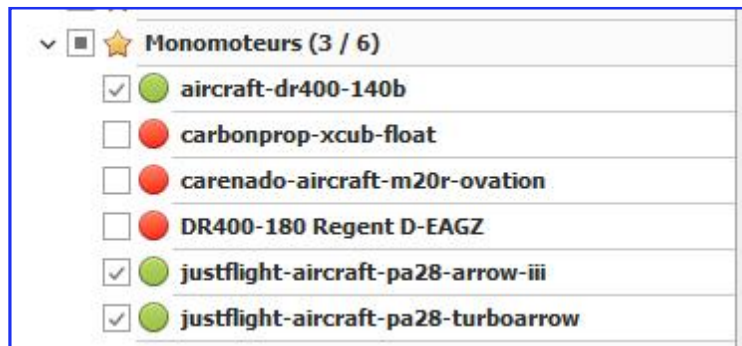 Monomoteurs (3 / 6)
aircraft-dr400-140b
carbonprop-xcub-float
carenado-aircraft-m20r-ovation
DR400-180 Regent D-EAGZ
justflight-aircraft-pa28-arrow-iii
justflight-aircraft-pa28-turboarrow